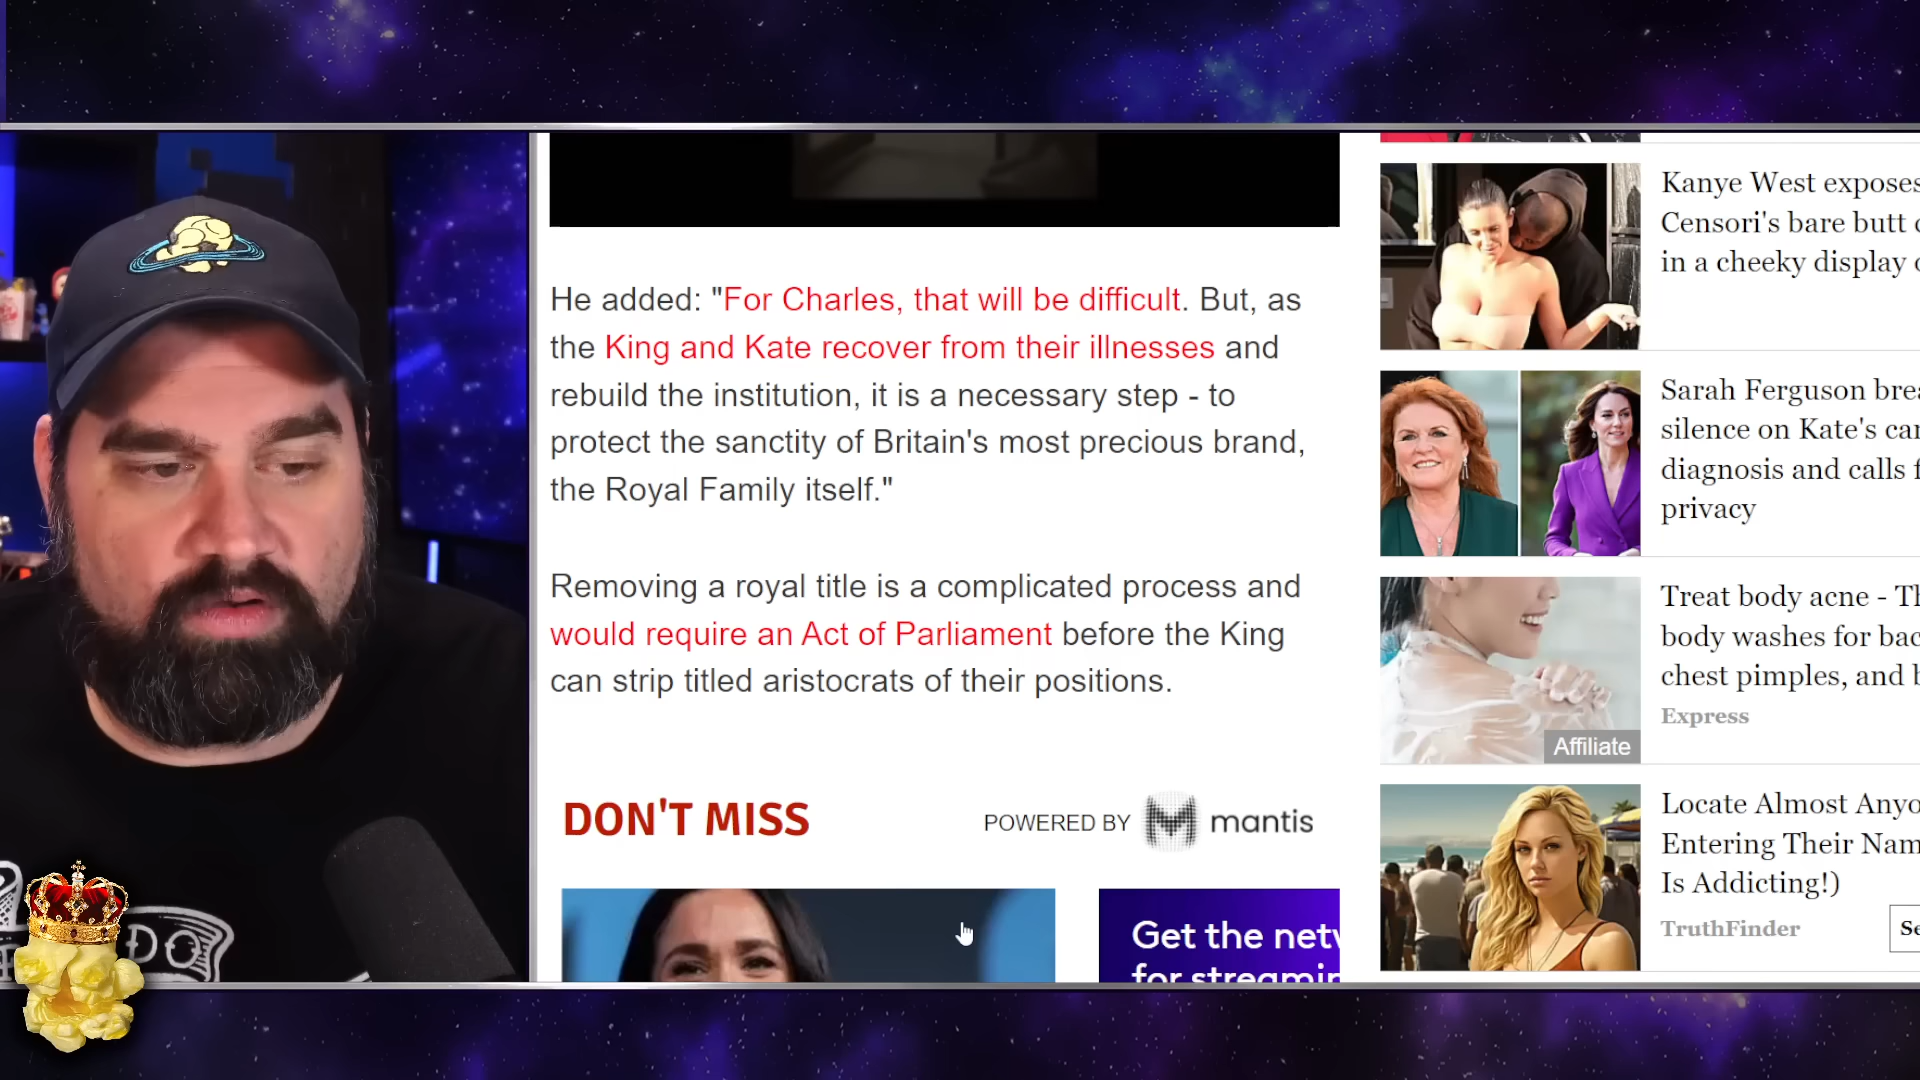 He added: "For Charles, that will be difficult. But, as
the King and Kate recover from their illnesses and
rebuild the institution, it is a necessary step - to
protect the sanctity of Britain's most precious brand,
the Royal Family itself."
Removing a royal title is a complicated process and
would require an Act of Parliament before the King
can strip titled aristocrats of their positions.
DON'T MISS
POWERED BY
mantis
Get the
for
Kanye West exposes
Censori's bare butt
in a cheeky display
Sarah Ferguson
silence on Kate's
diagnosis and calls
privacy
Treat body acne -
body washes for
chest pimples, and
Express
Affiliate
Locate Almost
Entering Their
Is Addicting!)
TruthFinder